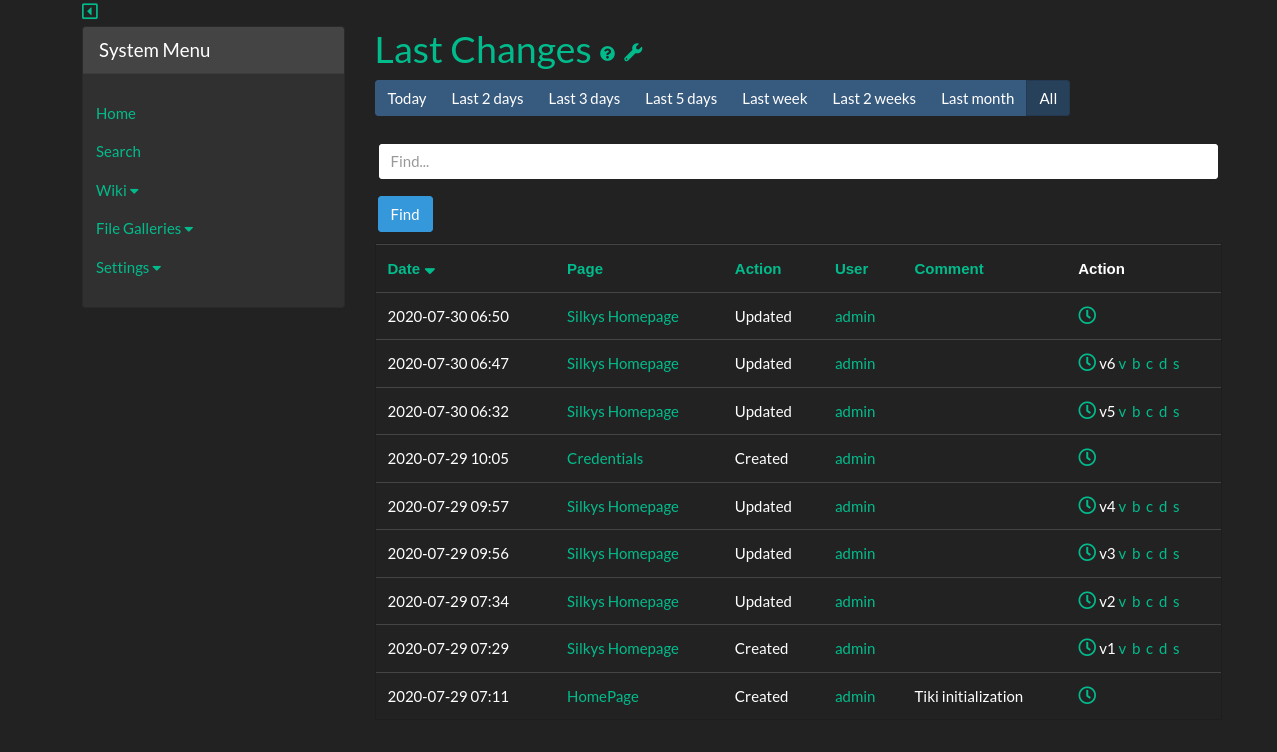 System Menu
Home
Search
Wiki
File Galleries
Settings
Last Changes
Today Last 2 days Last 3 days Last 5 days Last week Last 2 weeks Last month All
Find...
Find
Date Page Action User Comment Action
2020-07-30 06:50 Silkys Homepage Updated admin
2020-07-30 06:47 Silkys Homepage Updated admin v6 v b c d s
2020-07-30 06:32 Silkys Homepage Updated admin v5 v b c d s
2020-07-29 10:05 Credentials Created admin
2020-07-29 09:57 Silkys Homepage Updated admin v4 v b c d s
2020-07-29 09:56 Silkys Homepage Updated admin v3 v b c d s
2020-07-29 07:34 Silkys Homepage Updated admin v2 v b c d s
2020-07-29 07:29 Silkys Homepage Created admin v1 v b c d s
2020-07-29 07:11 HomePage Created admin Tiki initialization